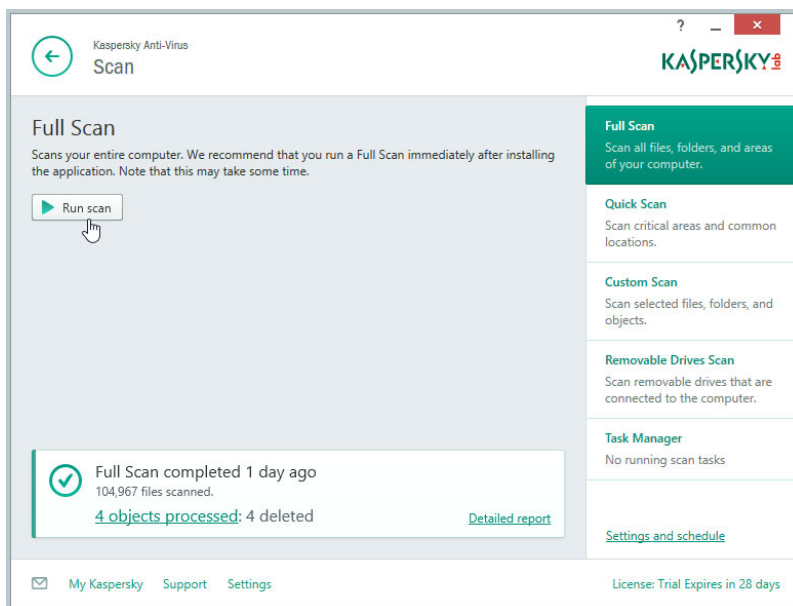 ?
Kaspersky Anti-Virus
Scan
KASPERSKY lab
Full Scan
Scans your entire computer. We recommend that you run a Full Scan immediately after installing
the application. Note that this may take some time.
Run scan
Full Scan completed 1 day ago
104,967 files scanned.
4 objects processed: 4 deleted
Detailed report
Full Scan
Scan all files, folders, and areas
of your computer.
Quick Scan
Scan critical areas and common
locations.
Custom Scan
Scan selected files, folders, and
objects.
Removable Drives Scan
Scan removable drives that are
connected to the computer.
Task Manager
No running scan tasks
Settings and schedule
My Kaspersky Support Settings
License: Trial Expires in 28 days